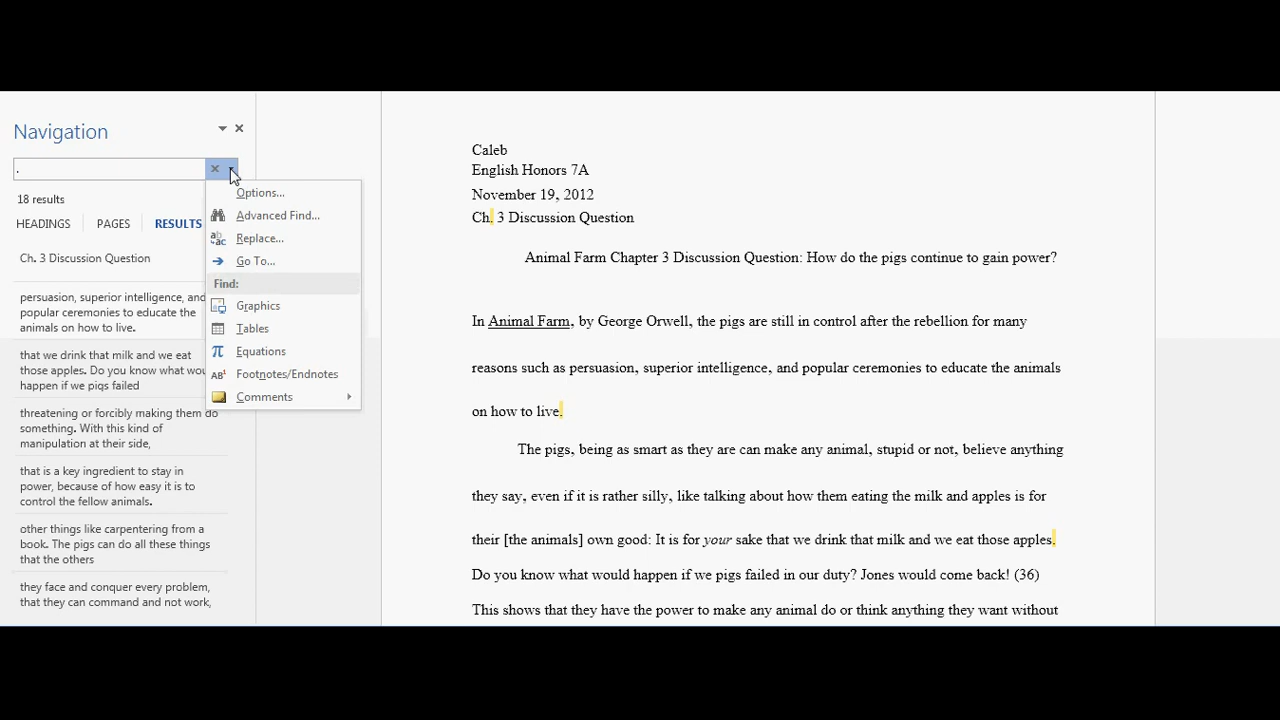 Navigation
.
18 results
HEADINGS PAGES RESULTS
Ch. 3 Discussion Question
persuasion, superior intelligence, and
popular ceremonies to educate the
animals on how to live.
that we drink that milk and we eat
those apples. Do you know what wou
happen if we pigs failed
threatening or forcibly making them do
something. With this kind of
manipulation at their side,
that is a key ingredient to stay in
power, because of how easy it is to
control the fellow animals.
other things like carpentering from a
book. The pigs can do all these things
that the others
they face and conquer every problem,
that they can command and not work,
Options...
Advanced Find...
Replace...
Go To...
Find:
Graphics
Tables
Equations
Footnotes/Endnotes
Comments
Caleb
English Honors 7A
November 19, 2012
Ch. 3 Discussion Question
Animal Farm Chapter 3 Discussion Question: How do the pigs continue to gain power?
In Animal Farm, by George Orwell, the pigs are still in control after the rebellion for many
reasons such as persuasion, superior intelligence, and popular ceremonies to educate the animals
on how to live.
The pigs, being as smart as they are can make any animal, stupid or not, believe anything
they say, even if it is rather silly, like talking about how them eating the milk and apples is for
their [the animals] own good: It is for your sake that we drink that milk and we eat those apples.
Do you know what would happen if we pigs failed in our duty? Jones would come back! (36)
This shows that they have the power to make any animal do or think anything they want without